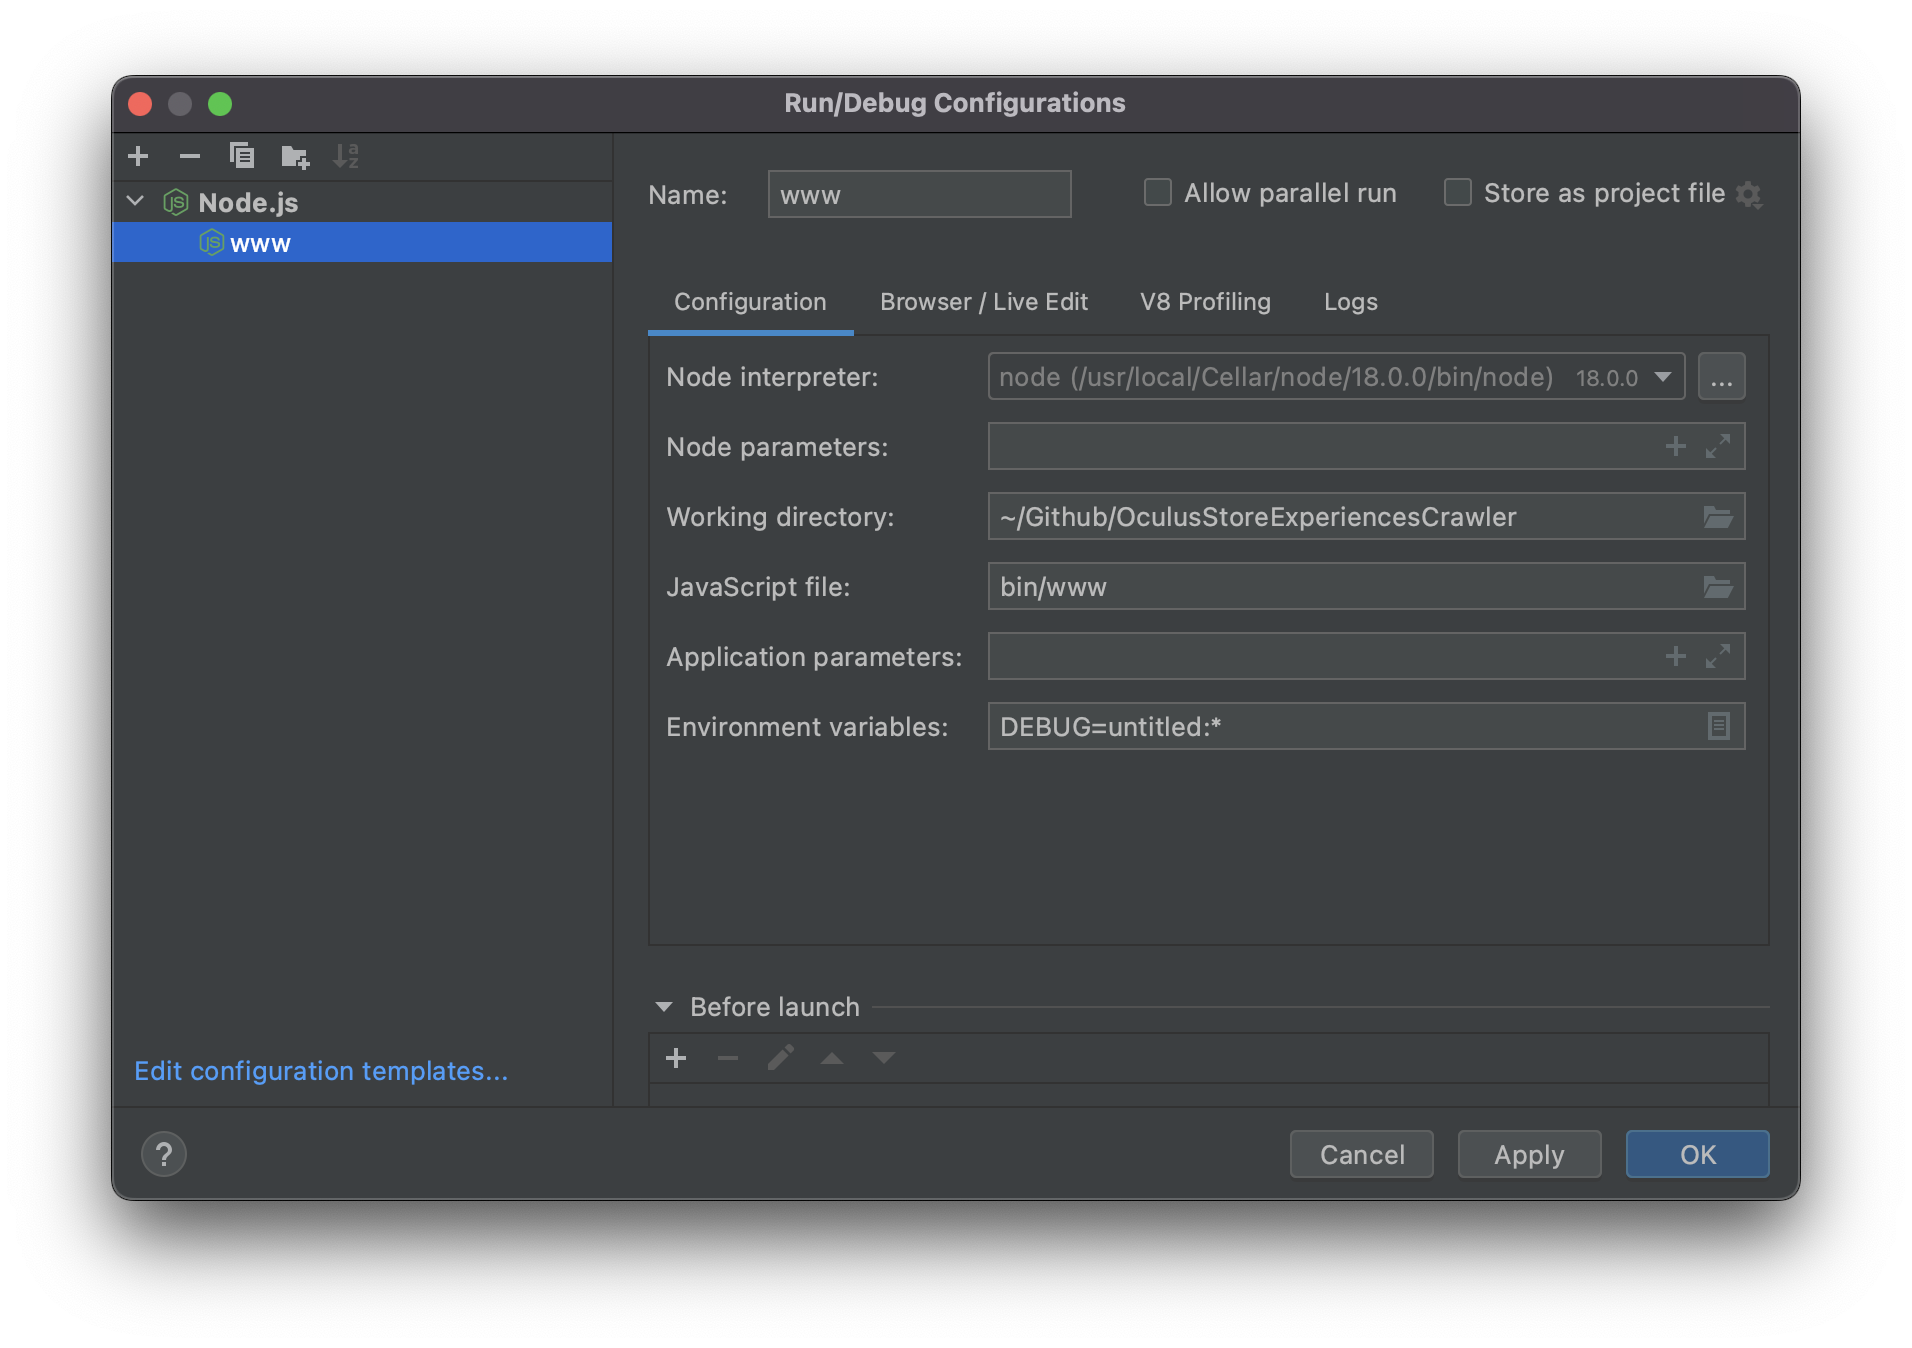 Run/Debug Configurations
Node.js
www
Name: www
Allow parallel run
Store as project file
Configuration
Browser / Live Edit
V8 Profiling
Logs
Node interpreter: node (/usr/local/Cellar/node/18.0.0/bin/node) 18.0.0 ...
Node parameters:
Working directory: ~/Github/OculusStoreExperiencesCrawler
JavaScript file: bin/www
Application parameters:
Environment variables: DEBUG=untitled:*
Before launch
Edit configuration templates...
?
Cancel
Apply
OK